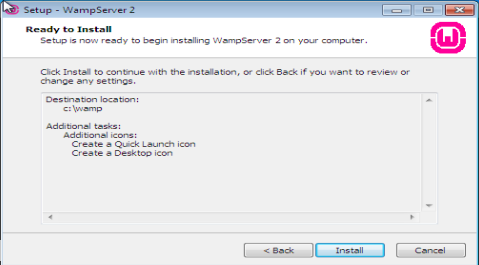 Setup - WampServer 2
Ready to Install
Setup is now ready to begin installing WampServer 2 on your computer.
Click Install to continue with the installation, or click Back if you want to review or
change any settings.
Destination location:
c:\wamp
Additional tasks:
Additional icons:
Create a Quick Launch icon
Create a Desktop icon
< Back
Install
Cancel